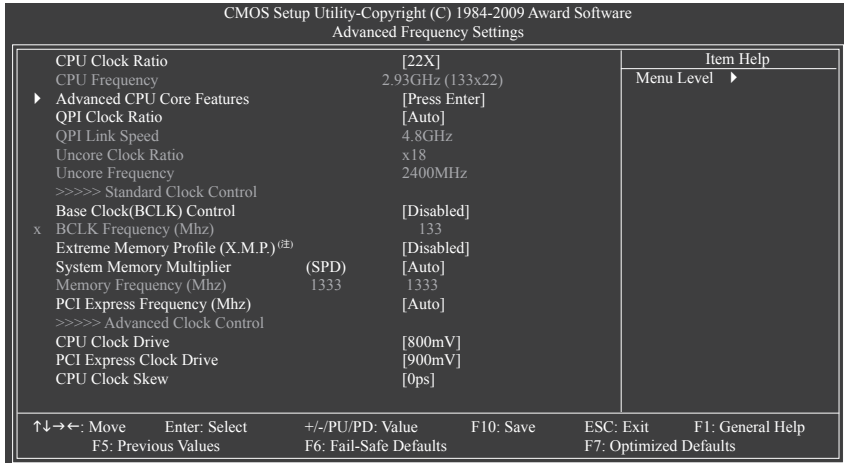 CMOS Setup Utility-Copyright (C) 1984-2009 Award Software
Advanced Frequency Settings
CPU Clock Ratio [22X] Item Help
CPU Frequency 2.93GHz (133x22) Menu Level ▶
▶ Advanced CPU Core Features [Press Enter]
QPI Clock Ratio [Auto]
QPI Link Speed 4.8GHz
Uncore Clock Ratio x18
Uncore Frequency 2400MHz
>>>>> Standard Clock Control
Base Clock(BCLK) Control [Disabled]
x BCLK Frequency (Mhz) 133
Extreme Memory Profile (X.M.P.) (注) [Disabled]
System Memory Multiplier (SPD) [Auto]
Memory Frequency (Mhz) 1333 1333
PCI Express Frequency (Mhz) [Auto]
>>>>> Advanced Clock Control
CPU Clock Drive [800mV]
PCI Express Clock Drive [900mV]
CPU Clock Skew [0ps]
↑↓→←: Move Enter: Select +/-/PU/PD: Value F10: Save ESC: Exit F1: General Help
F5: Previous Values F6: Fail-Safe Defaults F7: Optimized Defaults